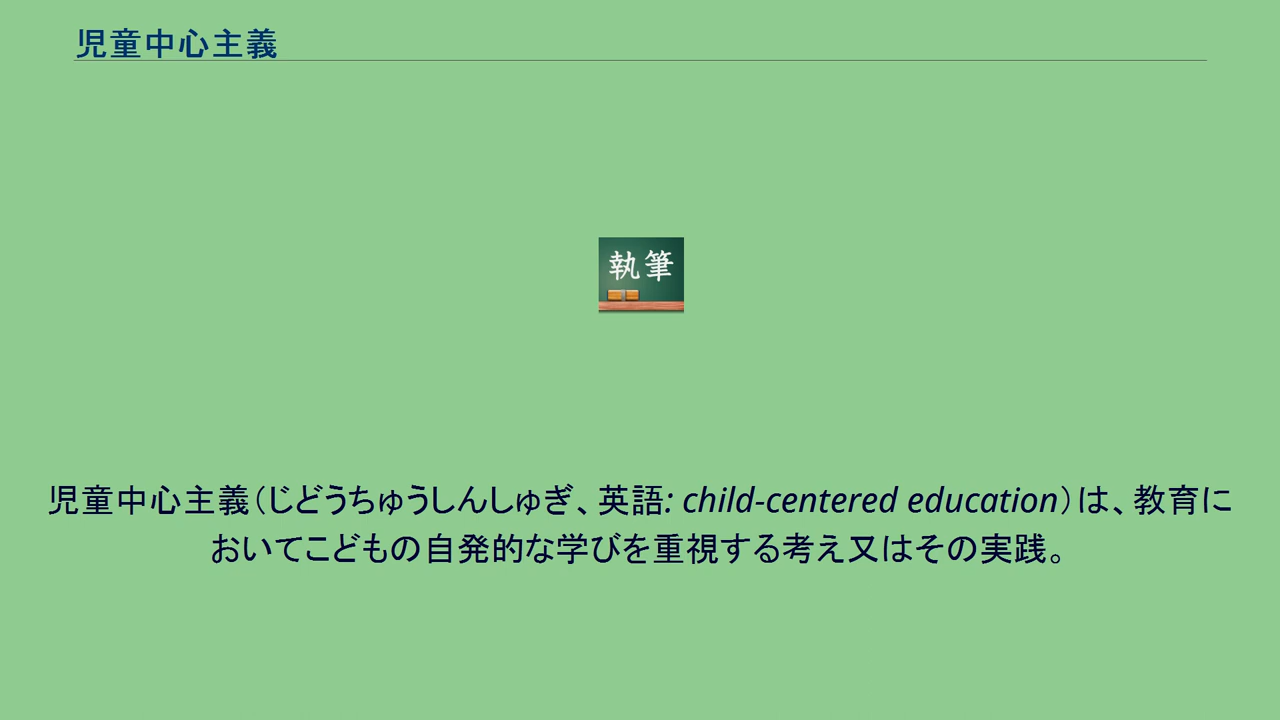 児童中心主義
執筆
児童中心主義（じどうちゅうしんしゅぎ、英語: child-centered education）は、教育に
おいてこどもの自発的な学びを重視する考え又はその実践。